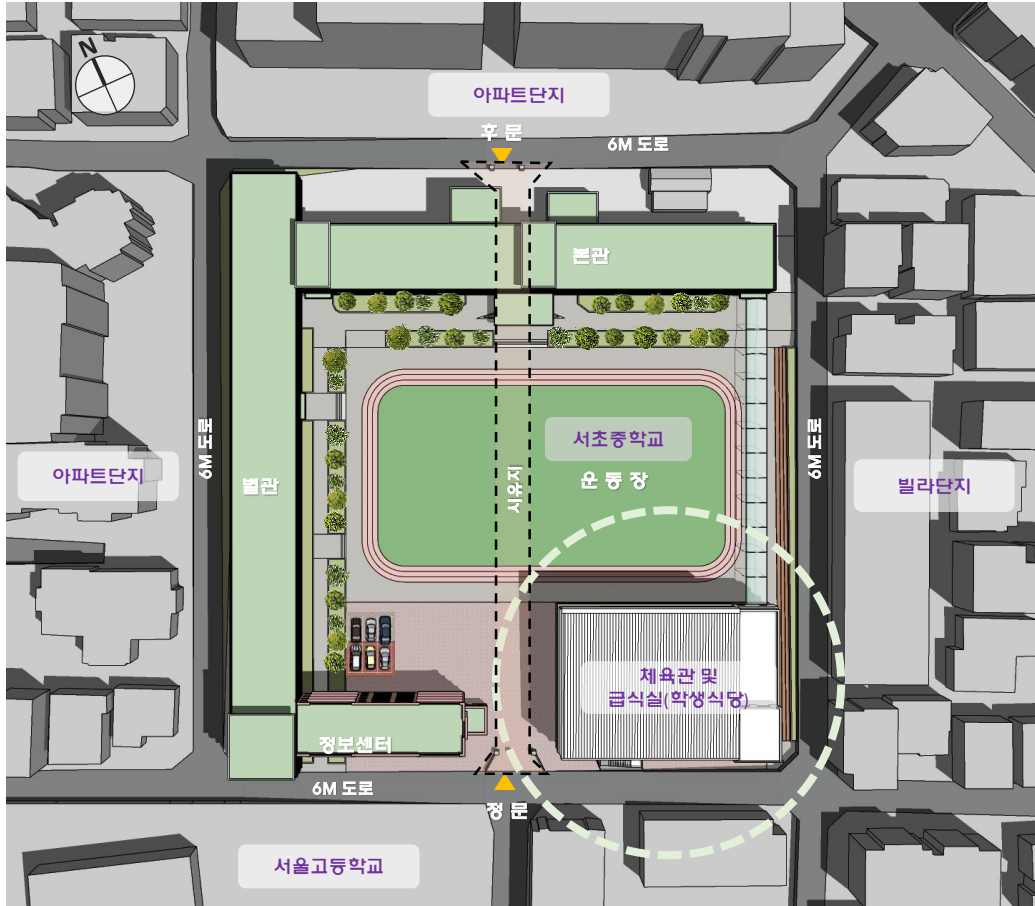 N
아파트단지
후 문
6M 도로
본관
서초중학교
운 동 장
시유지
6M 도로
별관
아파트단지
6M 도로
빌라단지
체육관 및
급식실(학생식당)
정보센터
6M 도로
정 문
서울고등학교